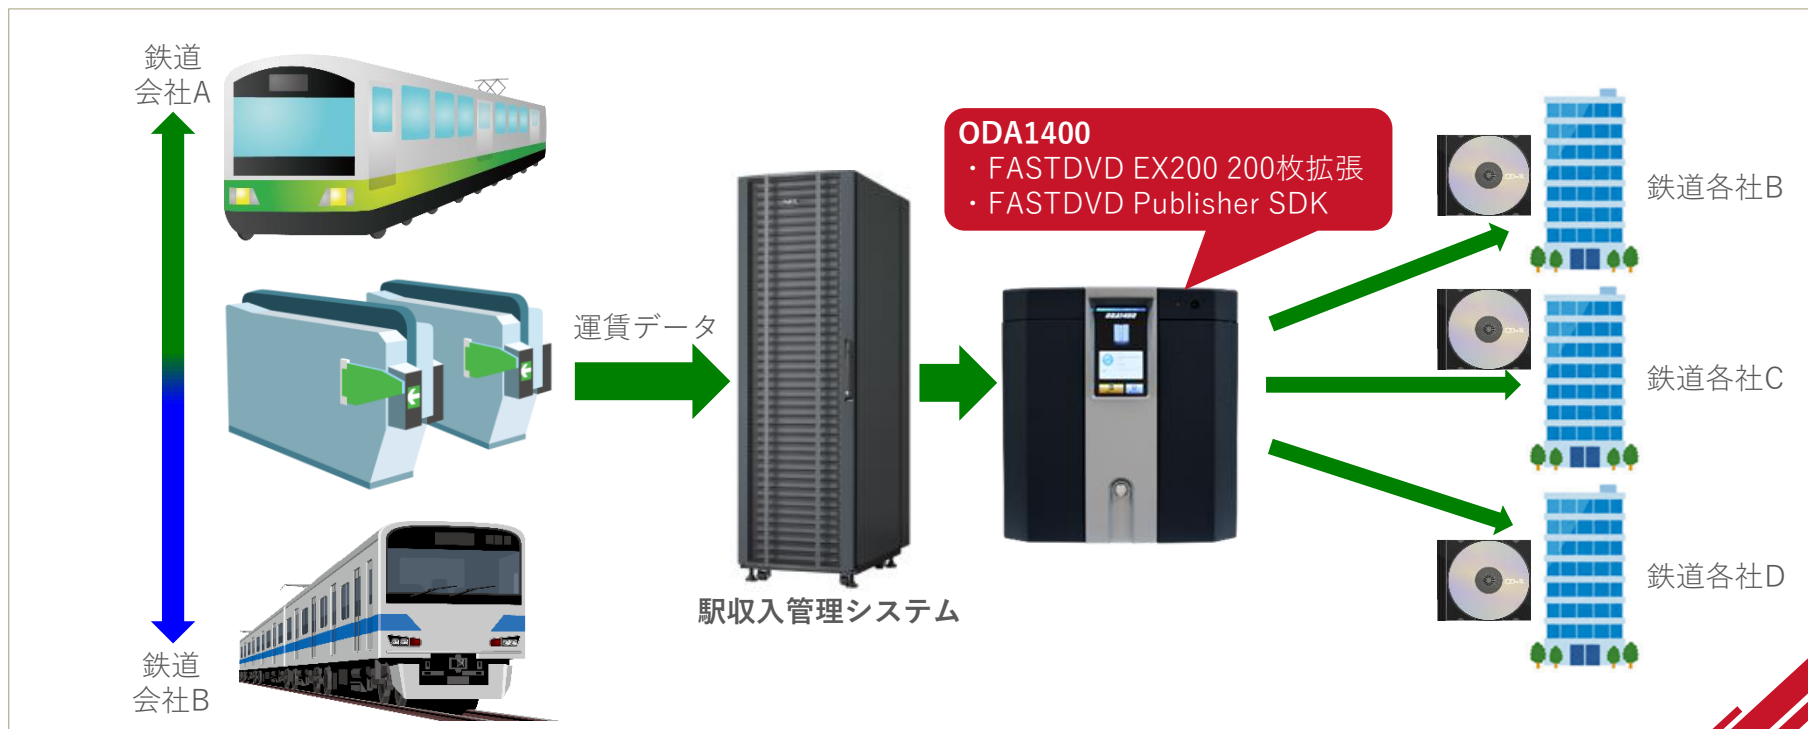 鉄道
会社A
ODA1400
・FASTDVD EX200 200枚拡張
・FASTDVD Publisher SDK
鉄道各社B
運賃データ
ODA1400
鉄道各社C
駅収入管理システム
鉄道各社D
鉄道
会社B